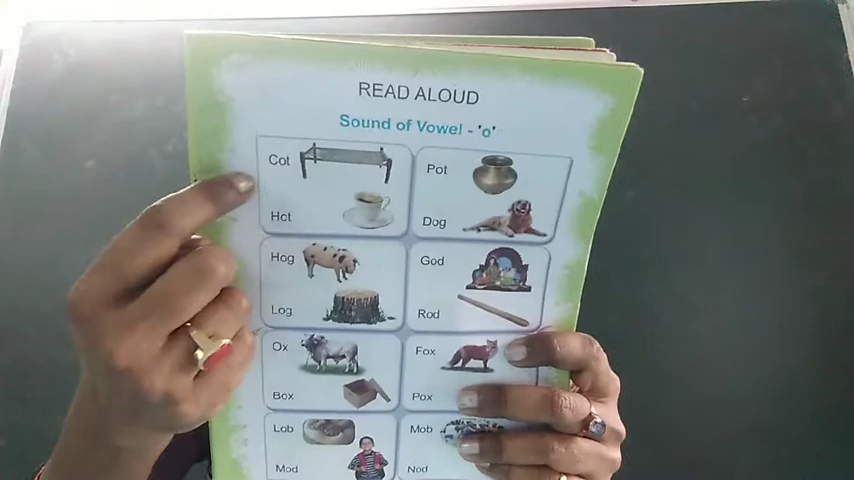 READ ALOUD
Sound of Vowel - 'o'
Cot
Pot
Hot
Dog
Hog
God
Log
Rod
Ox
Fox
Box
Pox
Lob
Mob
Mod
Nod